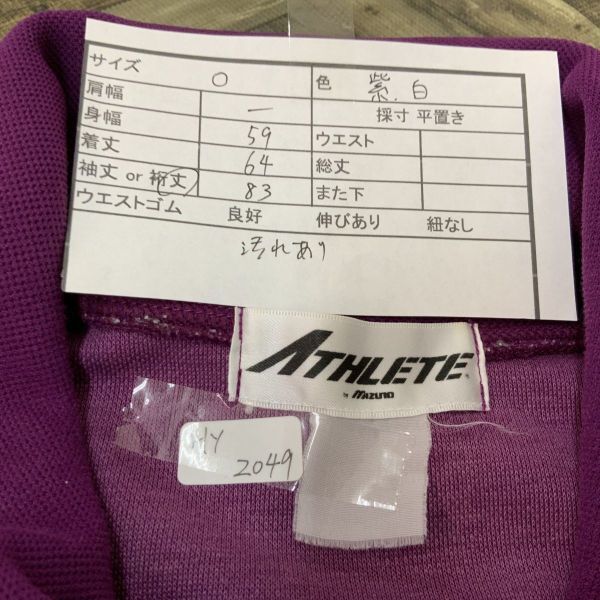 サイズ O 色 紫.白
肩幅 ー 採寸 平置き
身幅 59 ウエスト
着丈 64 総丈
袖丈 or 裄丈 83 また下
ウエストゴム 良好 伸びあり 紐なし
汚れあり
ATHLETE
by MIZUNO
HY
2049